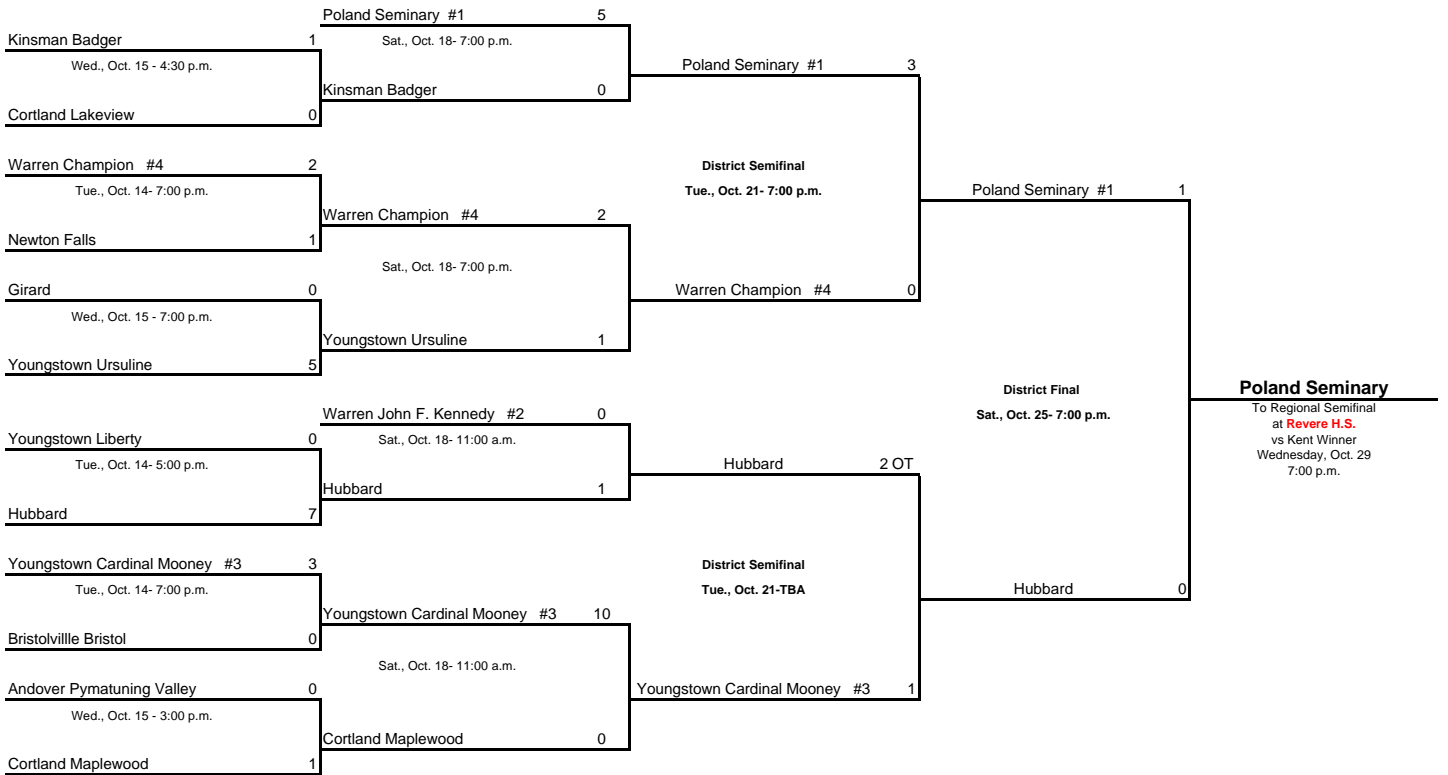 Poland Seminary #1 5
Kinsman Badger 1
Sat., Oct. 18- 7:00 p.m.
Wed., Oct. 15 - 4:30 p.m.
Poland Seminary #1 3
Kinsman Badger 0
Cortland Lakeview 0
Warren Champion #4 2
District Semifinal
Tue., Oct. 14- 7:00 p.m.
Tue., Oct. 21- 7:00 p.m.
Poland Seminary #1 1
Warren Champion #4 2
Newton Falls 1
Sat., Oct. 18- 7:00 p.m.
Girard 0
Warren Champion #4 0
Wed., Oct. 15 - 7:00 p.m.
Youngstown Ursuline 1
Youngstown Ursuline 5
District Final
Poland Seminary
Warren John F. Kennedy #2 0
Sat., Oct. 25- 7:00 p.m.
To Regional Semifinal
at Revere H.S.
vs Kent Winner
Wednesday, Oct. 29
7:00 p.m.
Youngstown Liberty 0
Sat., Oct. 18- 11:00 a.m.
Tue., Oct. 14- 5:00 p.m.
Hubbard 2 OT
Hubbard 1
Hubbard 7
Youngstown Cardinal Mooney #3 3
District Semifinal
Tue., Oct. 14- 7:00 p.m.
Tue., Oct. 21-TBA
Hubbard 0
Youngstown Cardinal Mooney #3 10
Bristolvillle Bristol 0
Sat., Oct. 18- 11:00 a.m.
Andover Pymatuning Valley 0
Youngstown Cardinal Mooney #3 1
Wed., Oct. 15 - 3:00 p.m.
Cortland Maplewood 0
Cortland Maplewood 1